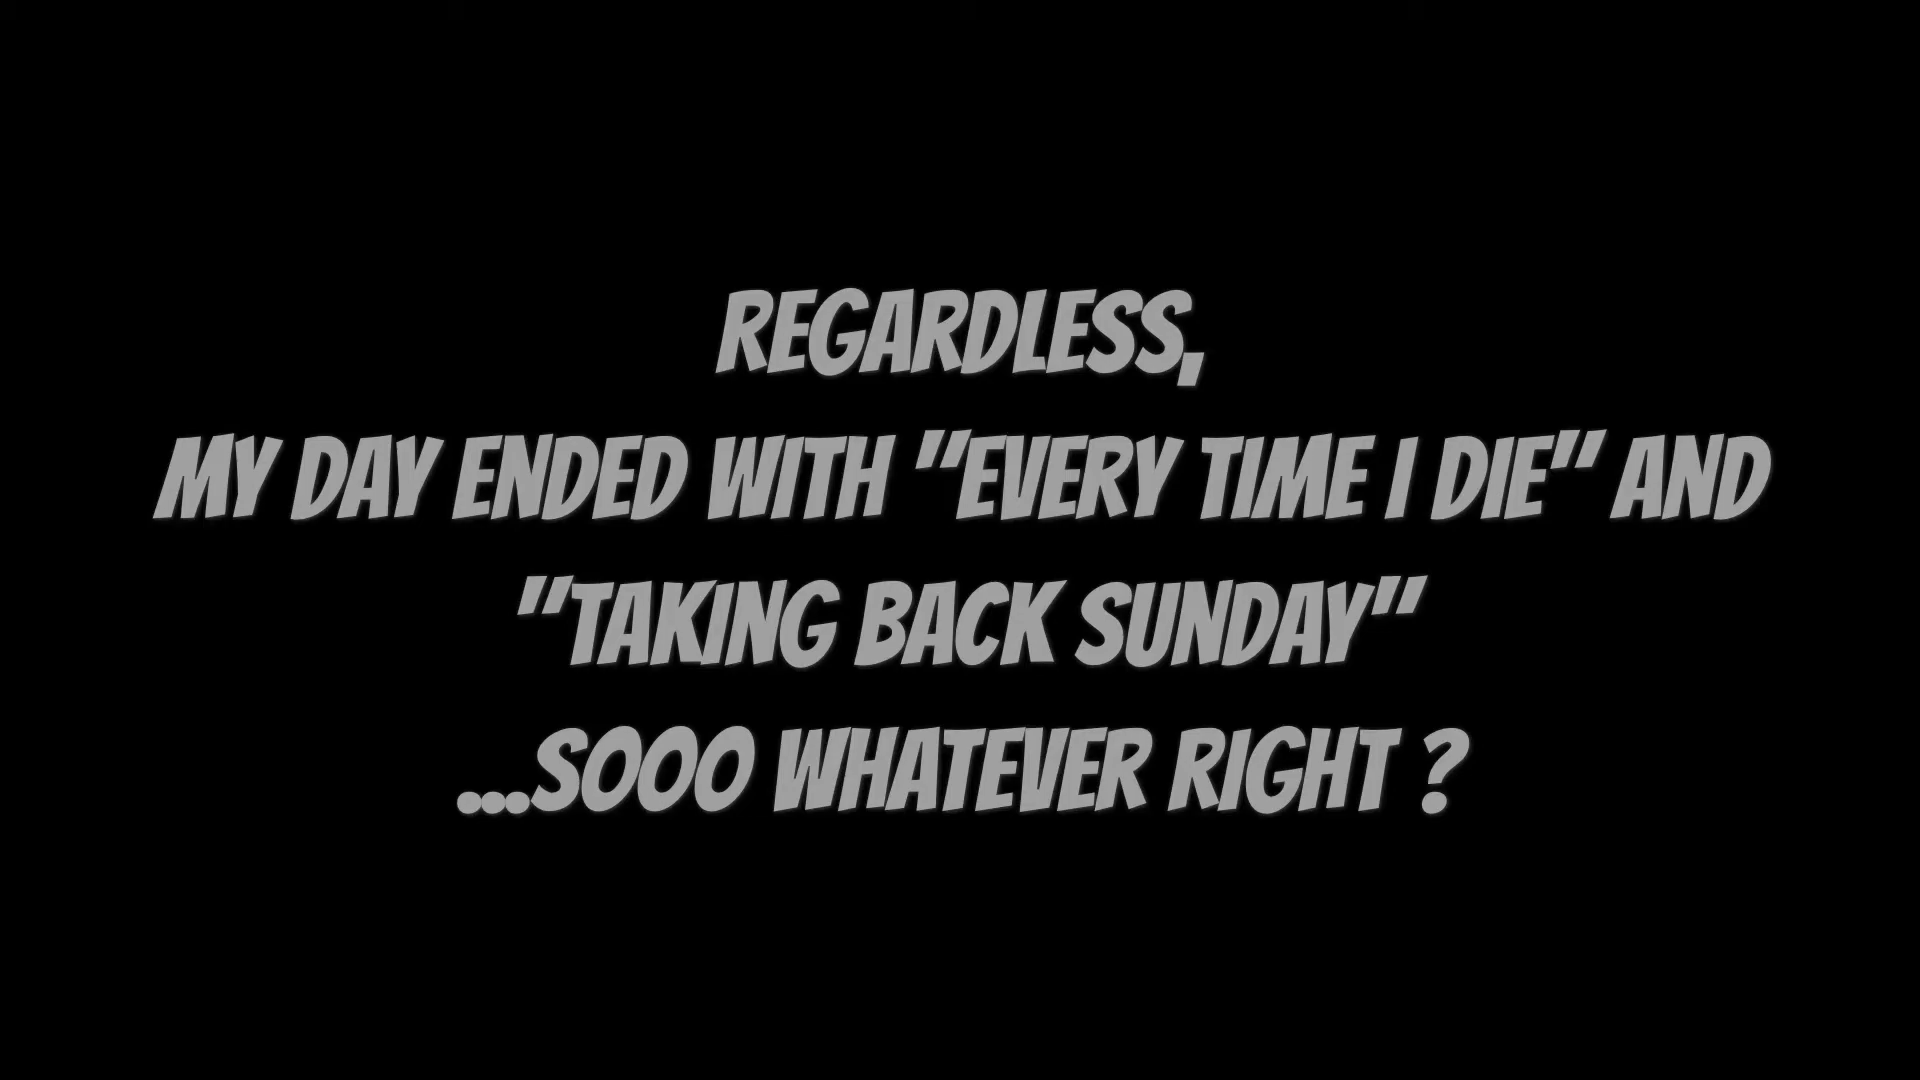 REGARDLESS,
MY DAY ENDED WITH "EVERY TIME I DIE" AND
"TAKING BACK SUNDAY"
...SOOO WHATEVER RIGHT ?